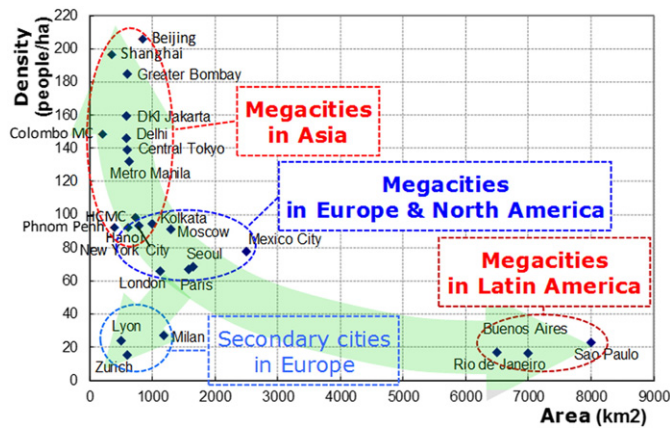 Density
(people/ha)
220
200
180
160
140
120
100
80
60
40
20
0
0
1000
2000
3000
4000
5000
6000
7000
8000
9000
Area (km2)
Beijing
Shanghai
Greater Bombay
DKI Jakarta
Colombo MC
Delhi
Central Tokyo
Metro Manila
Megacities
in Asia
HCMC
Kolkata
Phnom Penh
Hanoi
Moscow
New York City
Seoul
Mexico City
London
Paris
Megacities
in Europe & North America
Megacities
in Latin America
Lyon
Milan
Zurich
Secondary cities
in Europe
Buenos Aires
Rio de Janeiro
Sao Paulo